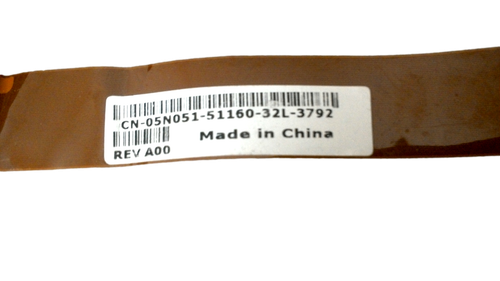 CN-05N051-51160-32L-3792
Made in China
REV A00